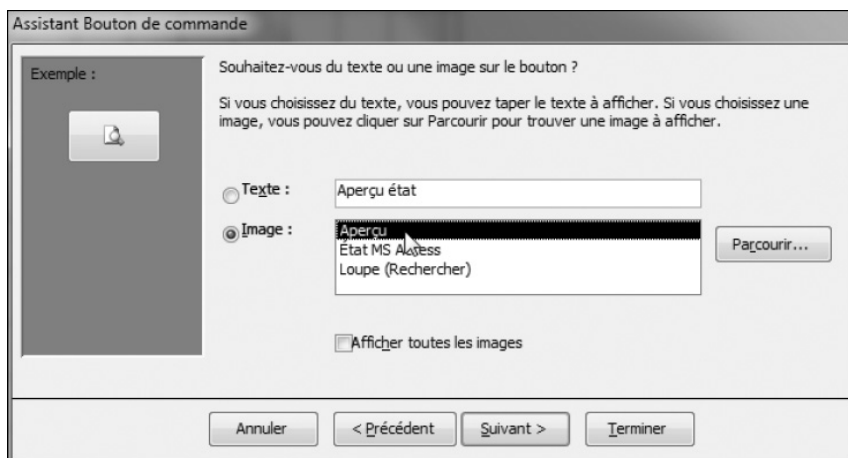 Assistant Bouton de commande
Exemple :
Souhaitez-vous du texte ou une image sur le bouton ?
Si vous choisissez du texte, vous pouvez taper le texte à afficher. Si vous choisissez une
image, vous pouvez cliquer sur Parcourir pour trouver une image à afficher.
Texte : Aperçu état
Image : Aperçu
État MS Access
Loupe (Rechercher)
Parcourir...
Afficher toutes les images
Annuler < Précédent Suivant > Terminer